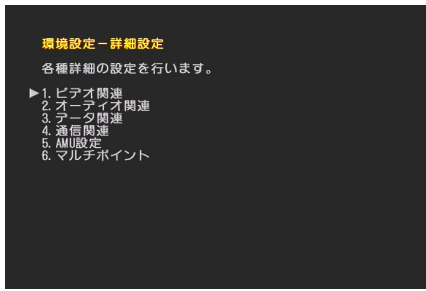 環境設定－詳細設定
各種詳細の設定を行います。
▶1. ビデオ関連
2. オーディオ関連
3. データ関連
4. 通信関連
5. AMU設定
6. マルチポイント